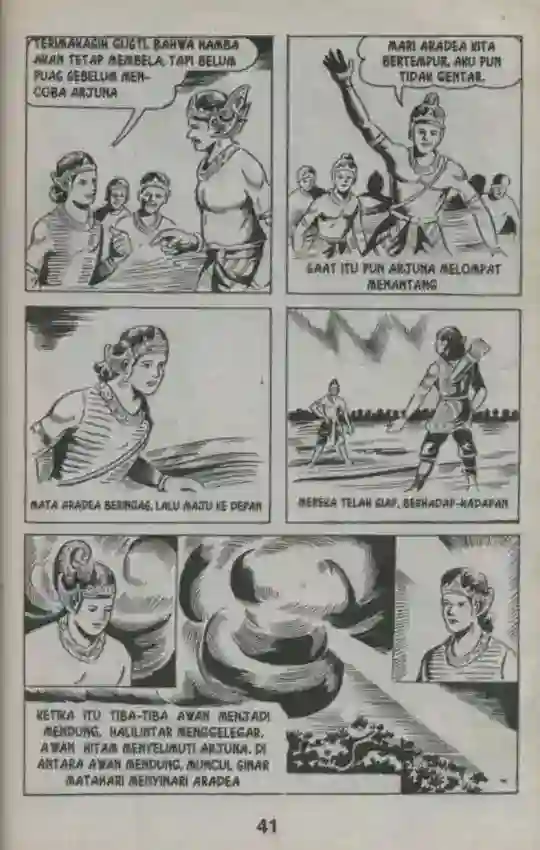 TERIMAKASIH GUSTI. BAHWA HAMBA
AKAN TETAP MEMBELA, TAPI BELUM
PUAS SEBELUM MEN-
COBA ARJUNA
MARI ARADEA KITA
BERTEMPUR, AKU PUN
TIDAK GENTAR.
SAAT ITU PUN ARJUNA MELOMPAT
MENANTANG
MATA ARADEA BERINGAS, LALU MAJU KE DEPAN
MEREKA TELAH SIAP, BERHADAP-HADAPAN
KETIKA ITU TIBA-TIBA AWAN MENJADI
MENDUNG, HALILINTAR MENGGELEGAR.
AWAN HITAM MENYELIMUTI ARJUNA. DI
ANTARA AWAN MENDUNG, MUNCUL SINAR
MATAHARI MENYINARI ARADEA
41